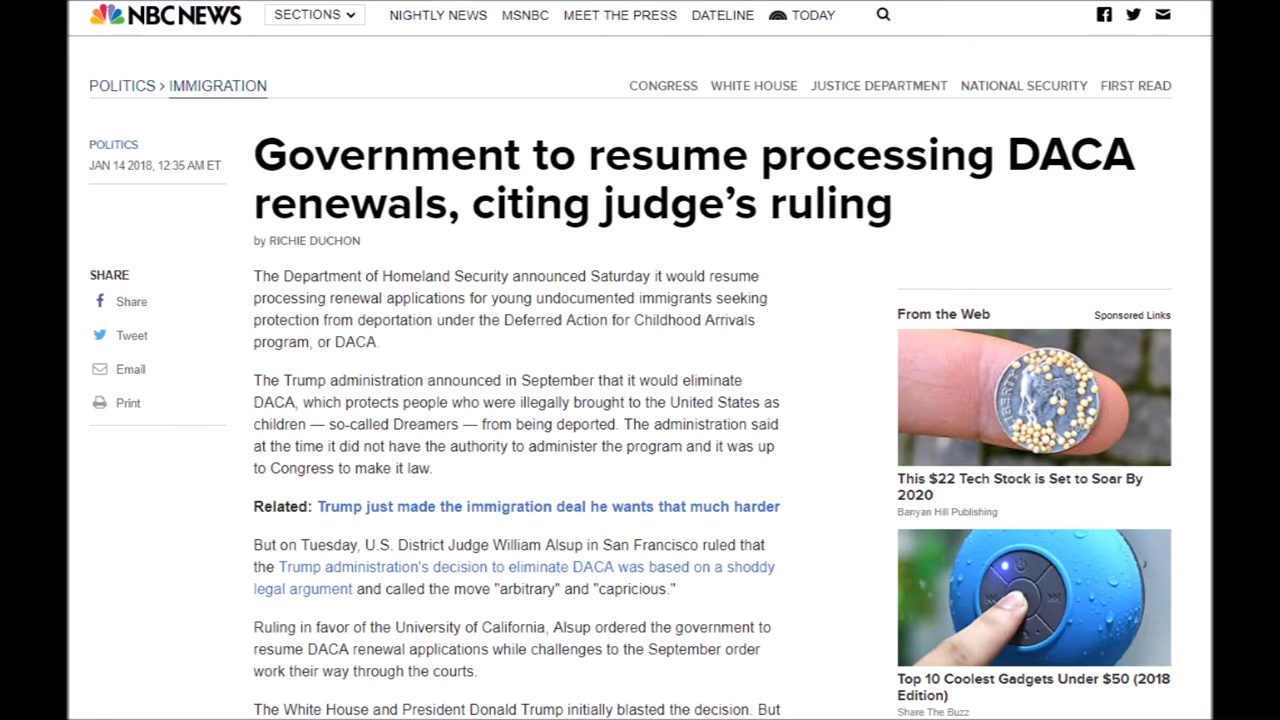 NBC NEWS
SECTIONS
NIGHTLY NEWS MSNBC MEET THE PRESS DATELINE TODAY
POLITICS > IMMIGRATION
CONGRESS WHITE HOUSE JUSTICE DEPARTMENT NATIONAL SECURITY FIRST READ
POLITICS
JAN 14 2018, 12:35 AM ET
Government to resume processing DACA
renewals, citing judge’s ruling
by RICHIE DUCHON
SHARE
Share
Tweet
Email
Print
The Department of Homeland Security announced Saturday it would resume
processing renewal applications for young undocumented immigrants seeking
protection from deportation under the Deferred Action for Childhood Arrivals
program, or DACA.
The Trump administration announced in September that it would eliminate
DACA, which protects people who were illegally brought to the United States as
children — so-called Dreamers — from being deported. The administration said
at the time it did not have the authority to administer the program and it was up
to Congress to make it law.
Related: Trump just made the immigration deal he wants that much harder
But on Tuesday, U.S. District Judge William Alsup in San Francisco ruled that
the Trump administration's decision to eliminate DACA was based on a shoddy
legal argument and called the move "arbitrary" and "capricious."
Ruling in favor of the University of California, Alsup ordered the government to
resume DACA renewal applications while challenges to the September order
work their way through the courts.
The White House and President Donald Trump initially blasted the decision. But
From the Web
Sponsored Links
LIBERTY
This $22 Tech Stock is Set to Soar By
2020
Banyan Hill Publishing
Top 10 Coolest Gadgets Under $50 (2018
Edition)
Share The Buzz